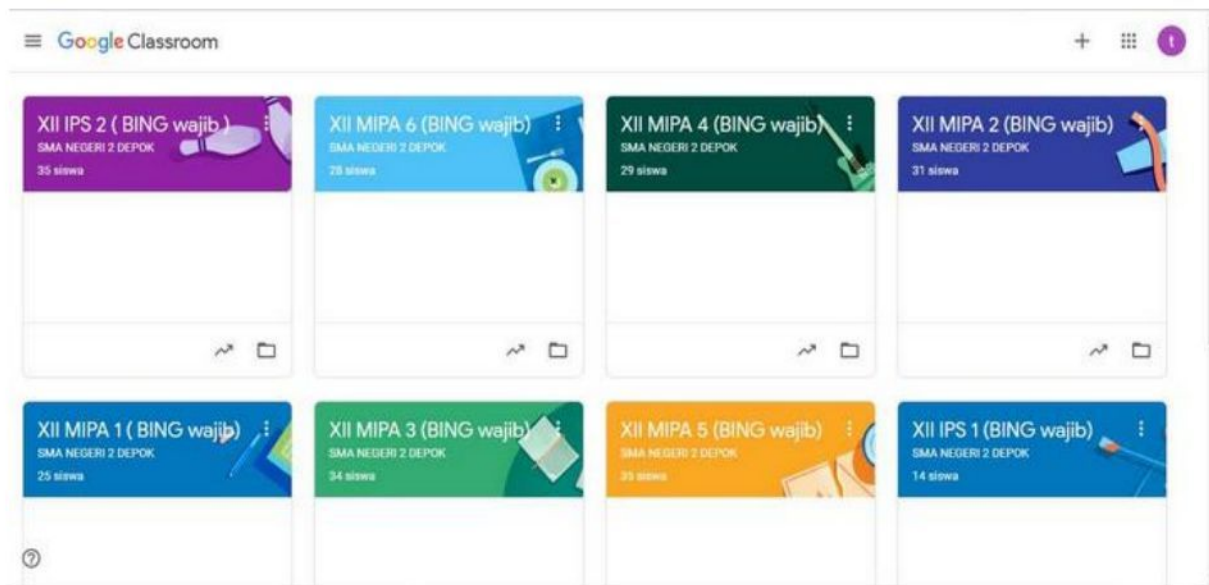 Google Classroom
t
XII IPS 2 ( BING wajib )
SMA NEGERI 2 DEPOK
35 siswa
XII MIPA 6 (BING wajib)
SMA NEGERI 2 DEPOK
28 siswa
XII MIPA 4 (BING wajib)
SMA NEGERI 2 DEPOK
29 siswa
XII MIPA 2 (BING wajib)
SMA NEGERI 2 DEPOK
31 siswa
XII MIPA 1 ( BING wajib)
SMA NEGERI 2 DEPOK
25 siswa
XII MIPA 3 (BING wajib)
SMA NEGERI 2 DEPOK
34 siswa
XII MIPA 5 (BING wajib)
SMA NEGERI 2 DEPOK
35 siswa
XII IPS 1 (BING wajib)
SMA NEGERI 2 DEPOK
14 siswa